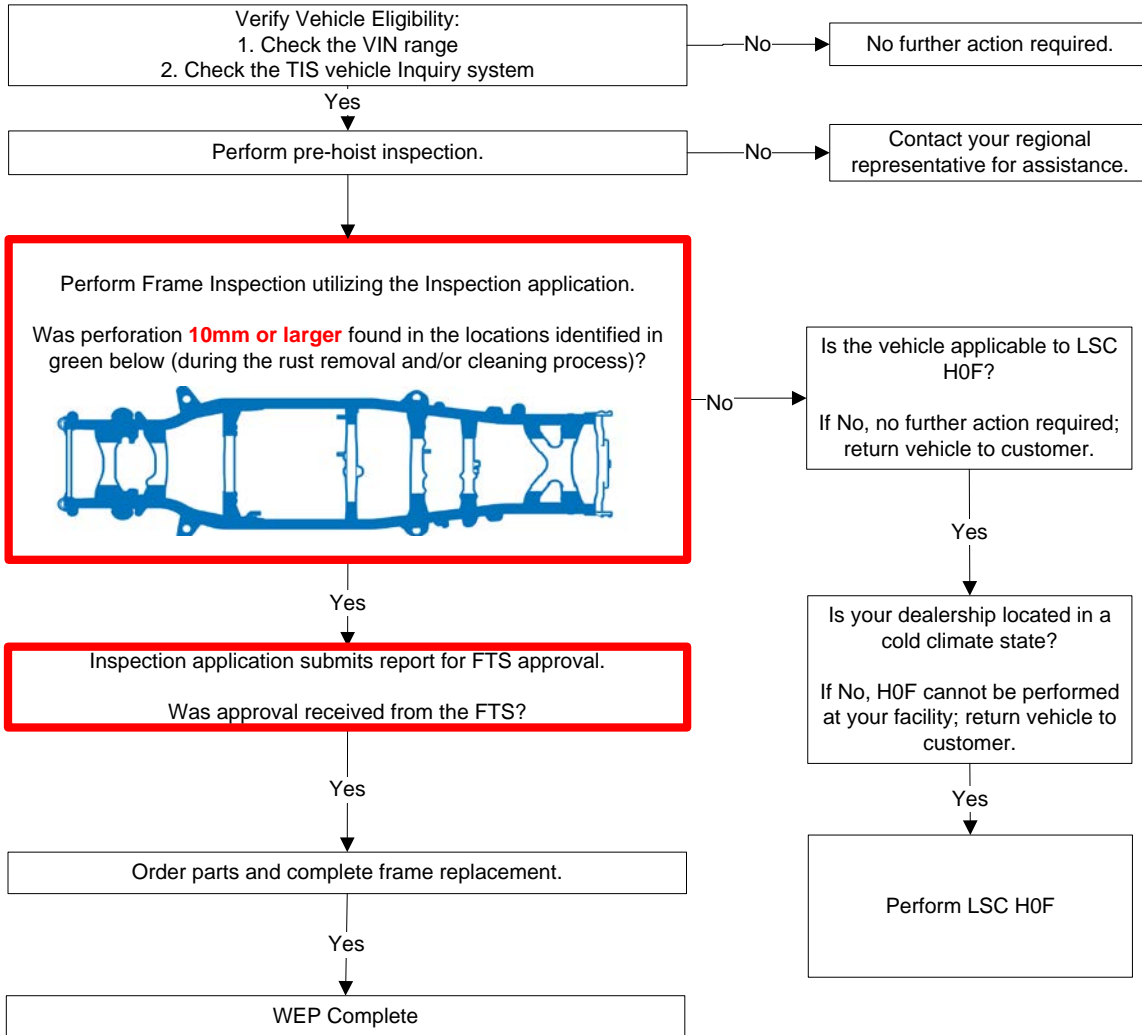 Verify Vehicle Eligibility:
1. Check the VIN range
2. Check the TIS vehicle Inquiry system
No
No further action required.
Yes
Perform pre-hoist inspection.
No
Contact your regional
representative for assistance.
Perform Frame Inspection utilizing the Inspection application.
Was perforation 10mm or larger found in the locations identified in
green below (during the rust removal and/or cleaning process)?
No
Is the vehicle applicable to LSC
H0F?
If No, no further action required;
return vehicle to customer.
Yes
Yes
Inspection application submits report for FTS approval.
Was approval received from the FTS?
Is your dealership located in a
cold climate state?
If No, H0F cannot be performed
at your facility; return vehicle to
customer.
Yes
Yes
Order parts and complete frame replacement.
Perform LSC H0F
Yes
WEP Complete